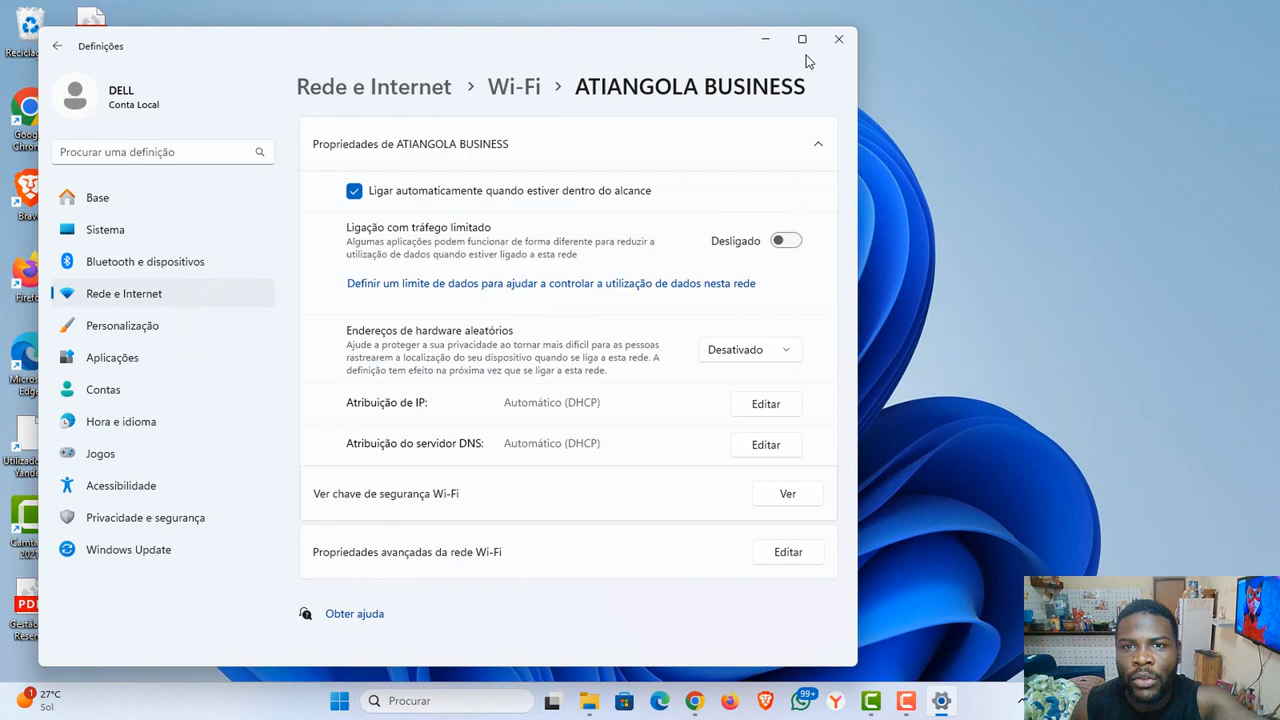 Definições
DELL
Conta Local
Procurar uma definição
Base
Sistema
Bluetooth e dispositivos
Rede e Internet
Personalização
Aplicações
Contas
Hora e idioma
Jogos
Acessibilidade
Privacidade e segurança
Windows Update
Rede e Internet > Wi-Fi > ATIANGOLA BUSINESS
Propriedades de ATIANGOLA BUSINESS
Ligar automaticamente quando estiver dentro do alcance
Ligação com tráfego limitado
Algumas aplicações podem funcionar de forma diferente para reduzir a
utilização de dados quando estiver ligado a esta rede
Desligado
Definir um limite de dados para ajudar a controlar a utilização de dados nesta rede
Endereços de hardware aleatórios
Ajude a proteger a sua privacidade ao tornar mais difícil para as pessoas
rastrearem a localização do seu dispositivo quando se liga a esta rede. A
definição tem efeito na próxima vez que se ligar a esta rede.
Desativado
Atribuição de IP: Automático (DHCP) Editar
Atribuição do servidor DNS: Automático (DHCP) Editar
Ver chave de segurança Wi-Fi Ver
Propriedades avançadas da rede Wi-Fi Editar
Obter ajuda
PDF
1
27°C
Sol
Procurar
99+